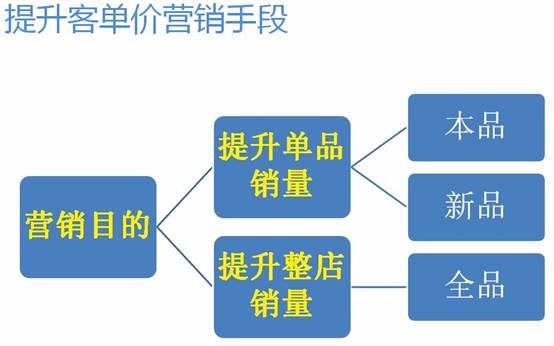 提升客单价营销手段
营销目的
提升单品
销量
本品
新品
提升整店
销量
全品